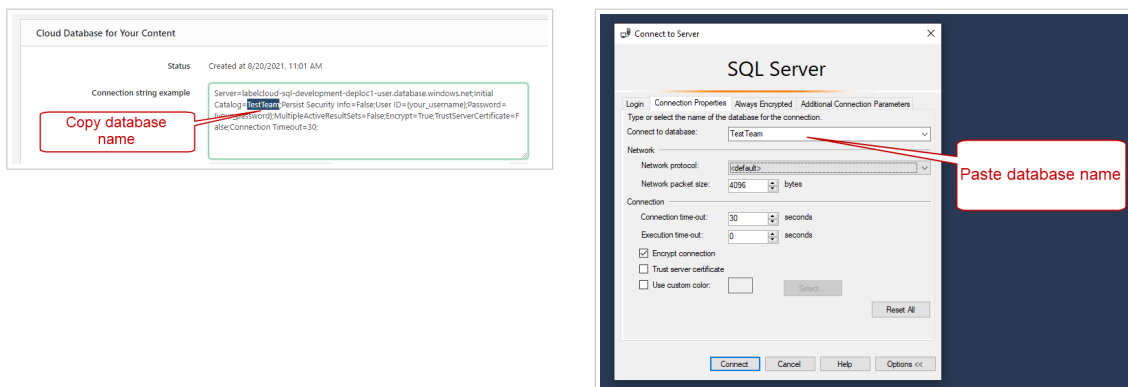 Cloud Database for Your Content
Status
Created at 8/20/2021, 11:01 AM
Connection string example
Server=labelcloud-sql-development-deploc1-user.database.windows.net;Initial
Catalog=TestTeam;Persist Security Info=False;User ID={your_username};Password=
{your_password};MultipleActiveResultSets=False;Encrypt=True;TrustServerCertificate=F
alse;Connection Timeout=30;
Copy database
name
Connect to Server
SQL Server
Login Connection Properties Always Encrypted Additional Connection Parameters
Type or select the name of the database for the connection.
Connect to database: TestTeam
Network
Network protocol: <default>
Network packet size: 4096 bytes
Connection
Connection time-out: 30 seconds
Execution time-out: 0 seconds
Encrypt connection
Trust server certificate
Use custom color: Select...
Reset All
Connect Cancel Help Options <<
Paste database name